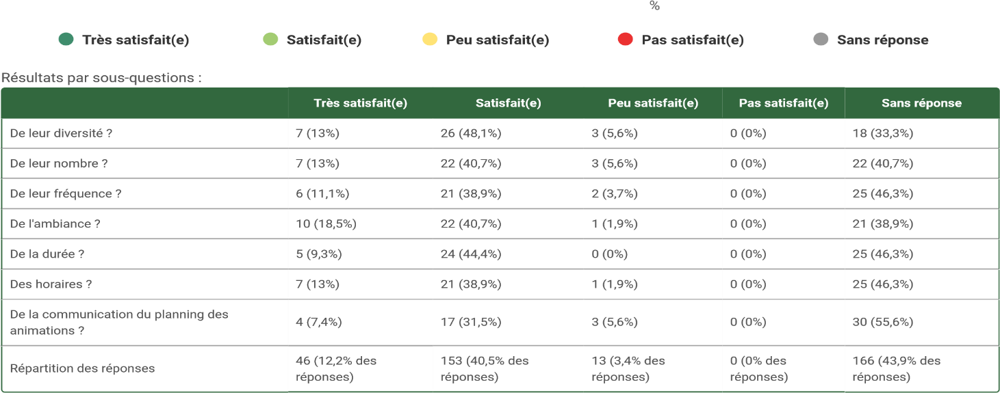 %
Très satisfait(e) Satisfait(e) Peu satisfait(e) Pas satisfait(e) Sans réponse
Résultats par sous-questions :
Très satisfait(e) Satisfait(e) Peu satisfait(e) Pas satisfait(e) Sans réponse
De leur diversité ? 7 (13%) 26 (48,1%) 3 (5,6%) 0 (0%) 18 (33,3%)
De leur nombre ? 7 (13%) 22 (40,7%) 3 (5,6%) 0 (0%) 22 (40,7%)
De leur fréquence ? 6 (11,1%) 21 (38,9%) 2 (3,7%) 0 (0%) 25 (46,3%)
De l'ambiance ? 10 (18,5%) 22 (40,7%) 1 (1,9%) 0 (0%) 21 (38,9%)
De la durée ? 5 (9,3%) 24 (44,4%) 0 (0%) 0 (0%) 25 (46,3%)
Des horaires ? 7 (13%) 21 (38,9%) 1 (1,9%) 0 (0%) 25 (46,3%)
De la communication du planning des
animations ? 4 (7,4%) 17 (31,5%) 3 (5,6%) 0 (0%) 30 (55,6%)
Répartition des réponses 46 (12,2% des 153 (40,5% des 13 (3,4% des 0 (0% des 166 (43,9% des
réponses) réponses) réponses) réponses) réponses)